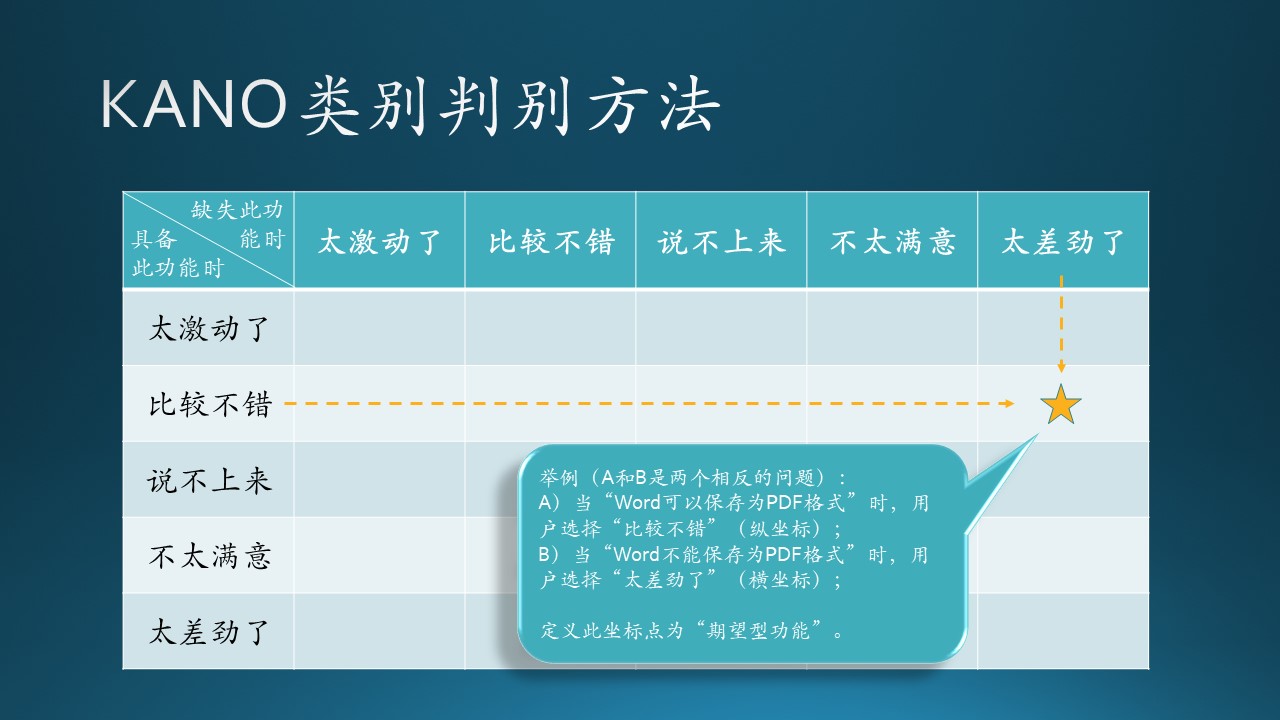 KANO类别判别方法
缺失此功
能时
具备
此功能时
太激动了
比较不错
说不上来
不太满意
太差劲了
太激动了
比较不错
说不上来
不太满意
太差劲了
举例（A和B是两个相反的问题）：
A）当“Word可以保存为PDF格式”时，用
户选择“比较不错”（纵坐标）；
B）当“Word不能保存为PDF格式”时，用
户选择“太差劲了”（横坐标）；
定义此坐标点为“期望型功能”。